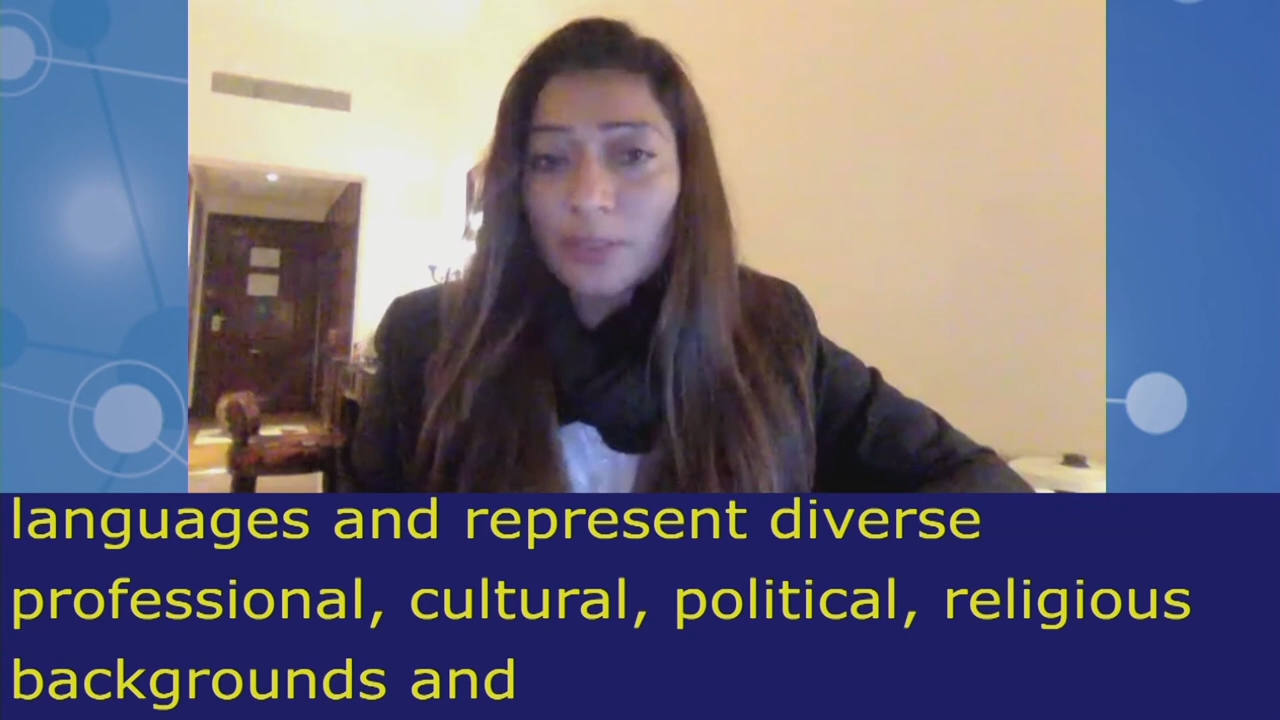 languages and represent diverse
professional, cultural, political, religious
backgrounds and